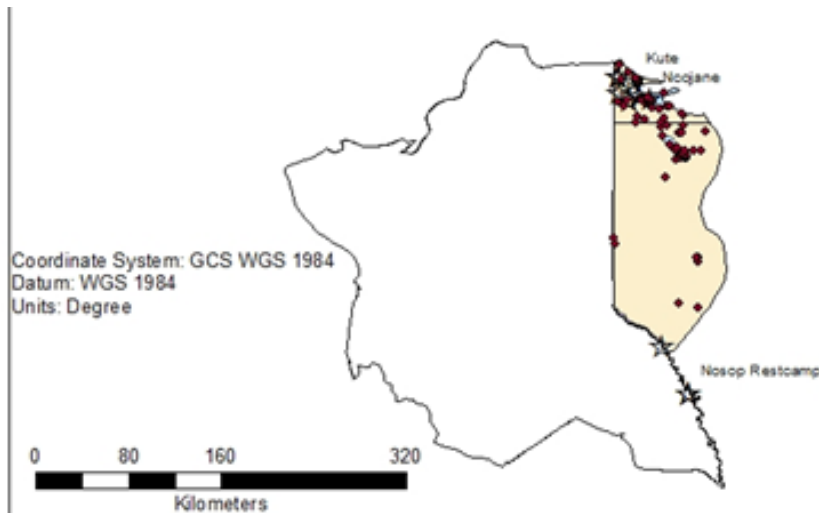 Kute
Ncojane
Coordinate System: GCS WGS 1984
Datum: WGS 1984
Units: Degree
Nosop Restcamp
0 80 160 320
Kilometers